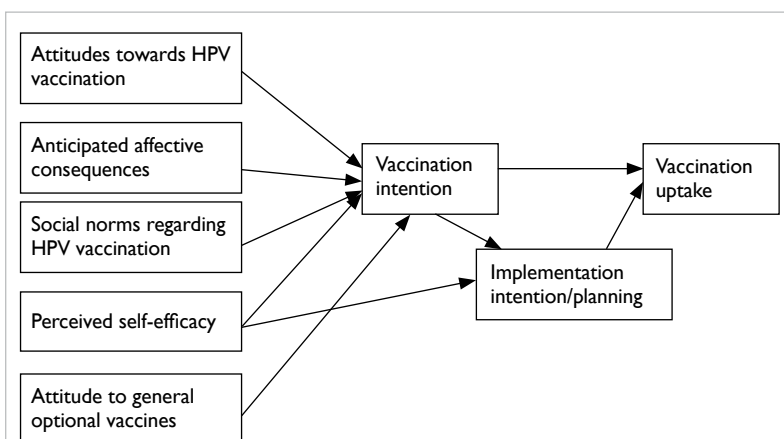 Attitudes towards HPV
vaccination
Anticipated affective
consequences
Social norms regarding
HPV vaccination
Perceived self-efficacy
Attitude to general
optional vaccines
Vaccination
intention
Implementation
intention/planning
Vaccination
uptake